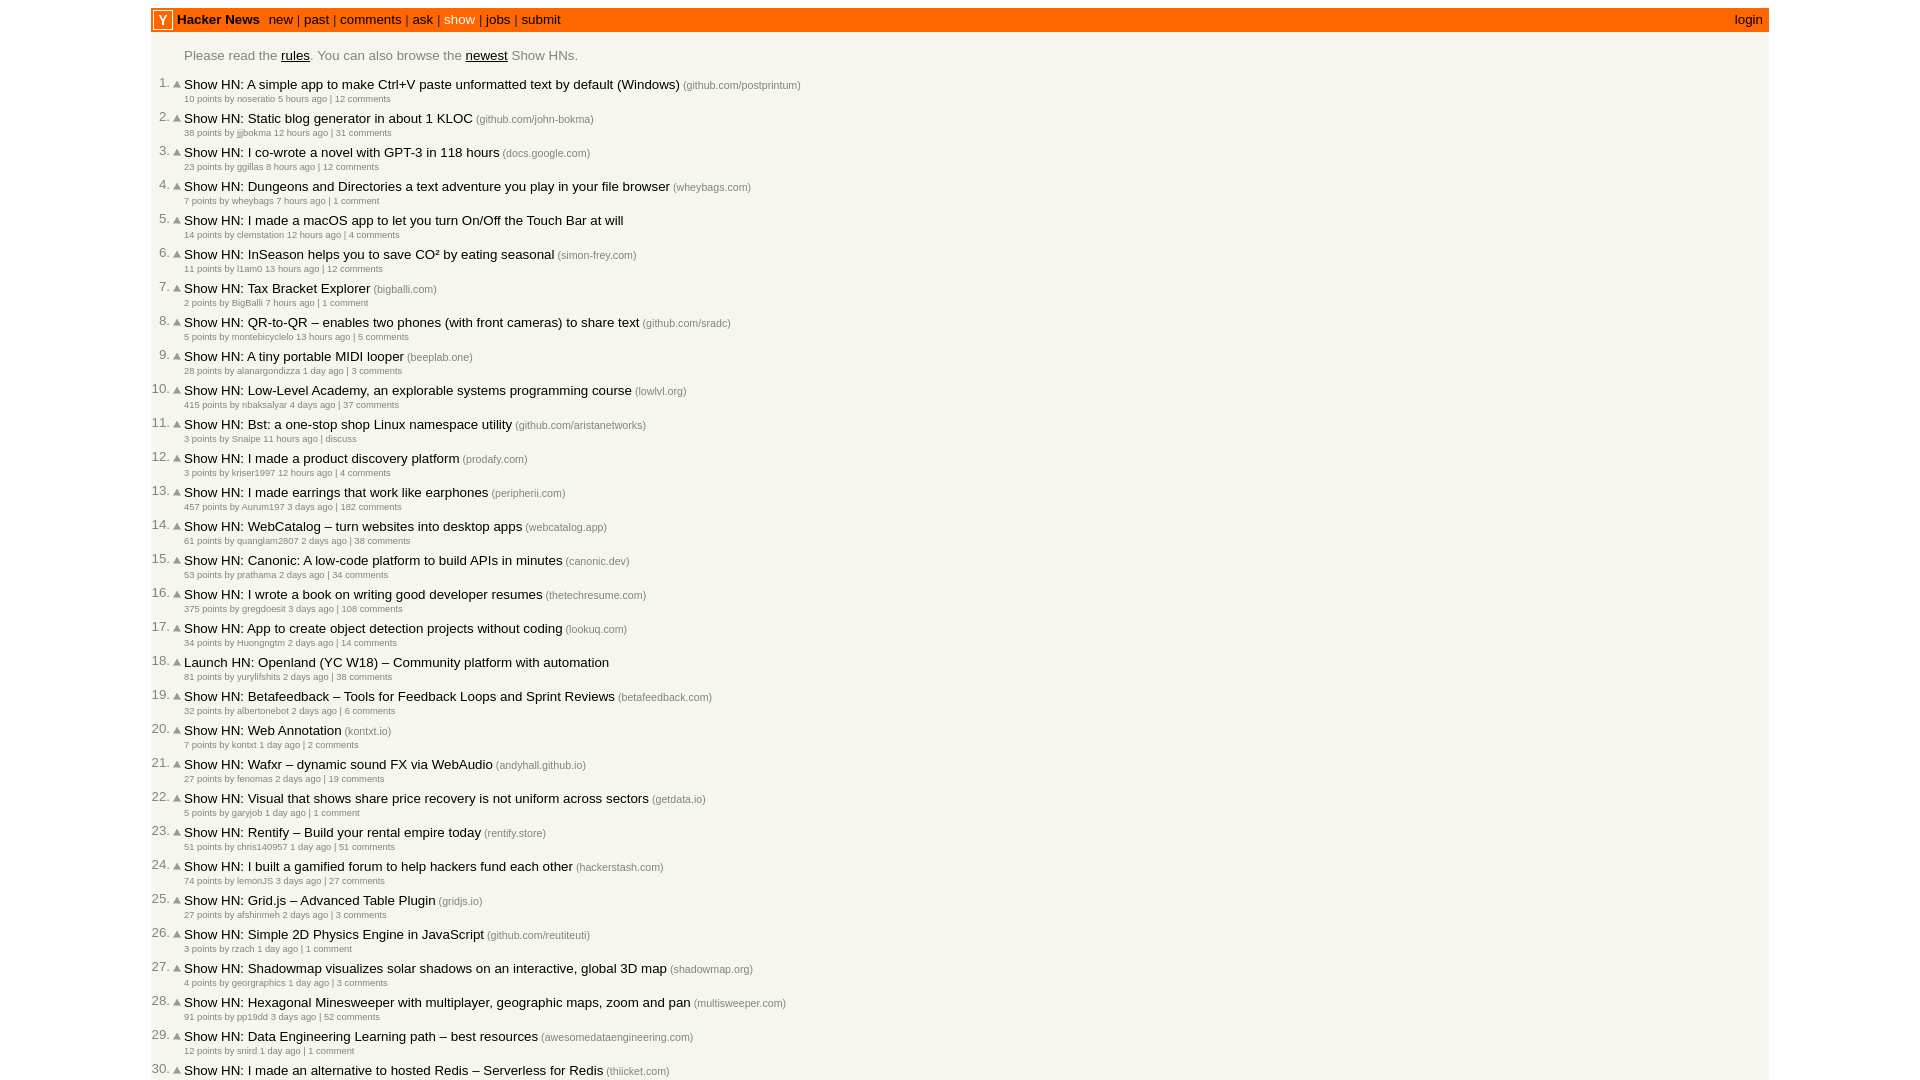 Y Hacker News new | past | comments | ask | show | jobs | submit login
Please read the rules. You can also browse the newest Show HNs.
1. Show HN: A simple app to make Ctrl+V paste unformatted text by default (Windows) (github.com/postprintum)
10 points by noseratio 5 hours ago | 12 comments
2. Show HN: Static blog generator in about 1 KLOC (github.com/john-bokma)
38 points by jjjbokma 12 hours ago | 31 comments
3. Show HN: I co-wrote a novel with GPT-3 in 118 hours (docs.google.com)
23 points by ggillas 8 hours ago | 12 comments
4. Show HN: Dungeons and Directories a text adventure you play in your file browser (wheybags.com)
7 points by wheybags 7 hours ago | 1 comment
5. Show HN: I made a macOS app to let you turn On/Off the Touch Bar at will
14 points by clemstation 12 hours ago | 4 comments
6. Show HN: InSeason helps you to save CO² by eating seasonal (simon-frey.com)
11 points by l1am0 13 hours ago | 12 comments
7. Show HN: Tax Bracket Explorer (bigballi.com)
2 points by BigBalli 7 hours ago | 1 comment
8. Show HN: QR-to-QR – enables two phones (with front cameras) to share text (github.com/sradc)
5 points by montebicyclelo 13 hours ago | 5 comments
9. Show HN: A tiny portable MIDI looper (beeplab.one)
28 points by alanargondizza 1 day ago | 3 comments
10. Show HN: Low-Level Academy, an explorable systems programming course (lowlvl.org)
415 points by nbaksalyar 4 days ago | 37 comments
11. Show HN: Bst: a one-stop shop Linux namespace utility (github.com/aristanetworks)
3 points by Snaipe 11 hours ago | discuss
12. Show HN: I made a product discovery platform (prodafy.com)
3 points by kriser1997 12 hours ago | 4 comments
13. Show HN: I made earrings that work like earphones (peripherii.com)
457 points by Aurum197 3 days ago | 182 comments
14. Show HN: WebCatalog – turn websites into desktop apps (webcatalog.app)
61 points by quanglam2807 2 days ago | 38 comments
15. Show HN: Canonic: A low-code platform to build APIs in minutes (canonic.dev)
53 points by prathama 2 days ago | 34 comments
16. Show HN: I wrote a book on writing good developer resumes (thetechresume.com)
375 points by gregdoesit 3 days ago | 108 comments
17. Show HN: App to create object detection projects without coding (lookuq.com)
34 points by Huongngtm 2 days ago | 14 comments
18. Launch HN: Openland (YC W18) – Community platform with automation
81 points by yurylifshits 2 days ago | 38 comments
19. Show HN: Betafeedback – Tools for Feedback Loops and Sprint Reviews (betafeedback.com)
32 points by albertonebot 2 days ago | 6 comments
20. Show HN: Web Annotation (kontxt.io)
7 points by kontxt 1 day ago | 2 comments
21. Show HN: Wafxr – dynamic sound FX via WebAudio (andyhall.github.io)
27 points by fenomas 2 days ago | 19 comments
22. Show HN: Visual that shows share price recovery is not uniform across sectors (getdata.io)
5 points by garyjob 1 day ago | 1 comment
23. Show HN: Rentify – Build your rental empire today (rentify.store)
51 points by chris140957 1 day ago | 51 comments
24. Show HN: I built a gamified forum to help hackers fund each other (hackerstash.com)
74 points by lemonJS 3 days ago | 27 comments
25. Show HN: Grid.js – Advanced Table Plugin (gridjs.io)
27 points by afshinmeh 2 days ago | 3 comments
26. Show HN: Simple 2D Physics Engine in JavaScript (github.com/reutiteuti)
3 points by rzach 1 day ago | 1 comment
27. Show HN: Shadowmap visualizes solar shadows on an interactive, global 3D map (shadowmap.org)
4 points by georgraphics 1 day ago | 3 comments
28. Show HN: Hexagonal Minesweeper with multiplayer, geographic maps, zoom and pan (multisweeper.com)
91 points by pp19dd 3 days ago | 52 comments
29. Show HN: Data Engineering Learning path – best resources (awesomedataengineering.com)
12 points by snird 1 day ago | 1 comment
30. Show HN: I made an alternative to hosted Redis – Serverless for Redis (thiicket.com)